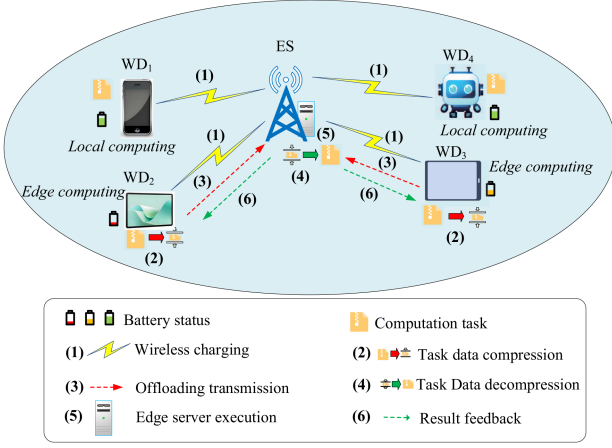 ES
WD1
WD4
(1)
(1)
(1)
(1)
(5)
Local computing
Local computing
WD2
WD3
Edge computing
Edge computing
(3)
(3)
(4)
(6)
(6)
(2)
(2)
Battery status
Computation task
(1) Wireless charging
(2) Task data compression
(3) Offloading transmission
(4) Task Data decompression
(5) Edge server execution
(6) Result feedback